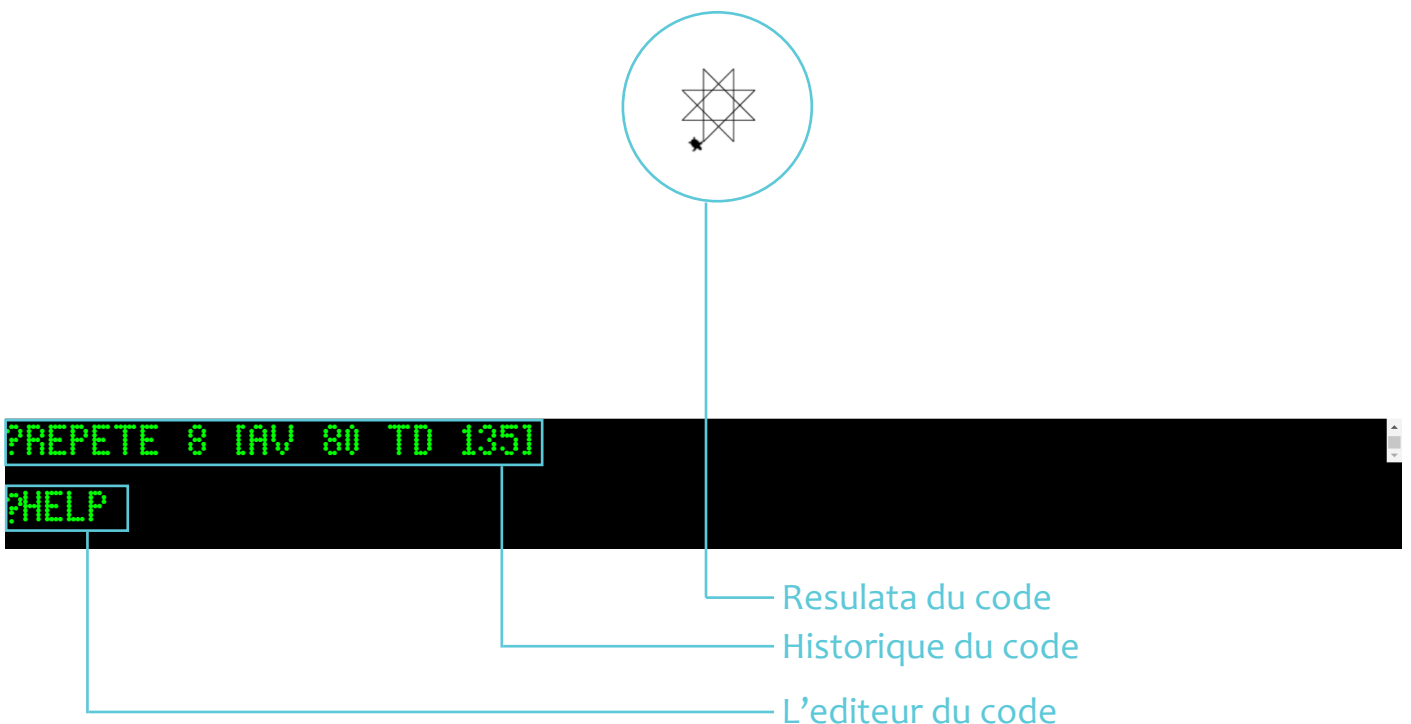 ?REPETE 8 [AV 80 TD 135]
?HELP
Resulata du code
Historique du code
L’editeur du code